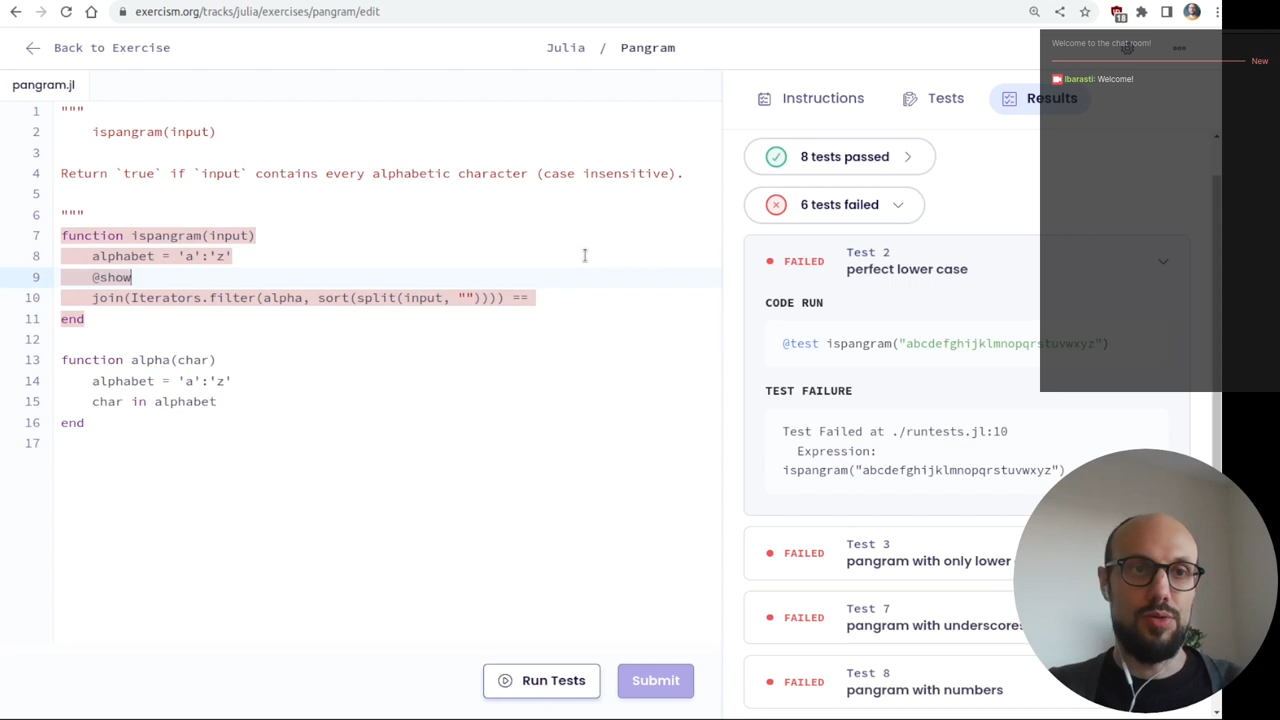 exercism.org/tracks/julia/exercises/pangram/edit
18
Back to Exercise
Julia / Pangram
Welcome to the chat room!
New
lbarasti: Welcome!
pangram.jl
Instructions
Tests
Results
1 """
2 ispangram(input)
3
4 Return `true` if `input` contains every alphabetic character (case insensitive).
5
6 """
7 function ispangram(input)
8 alphabet = 'a':'z'
9 @show
10 join(Iterators.filter(alpha, sort(split(input, "")))) ==
11 end
12
13 function alpha(char)
14 alphabet = 'a':'z'
15 char in alphabet
16 end
17
8 tests passed
6 tests failed
FAILED
Test 2
perfect lower case
CODE RUN
@test ispangram("abcdefghijklmnopqrstuvwxyz")
TEST FAILURE
Test Failed at ./runtests.jl:10
Expression:
ispangram("abcdefghijklmnopqrstuvwxyz")
FAILED
Test 3
pangram with only lower
FAILED
Test 7
pangram with underscores
FAILED
Test 8
pangram with numbers
Run Tests
Submit